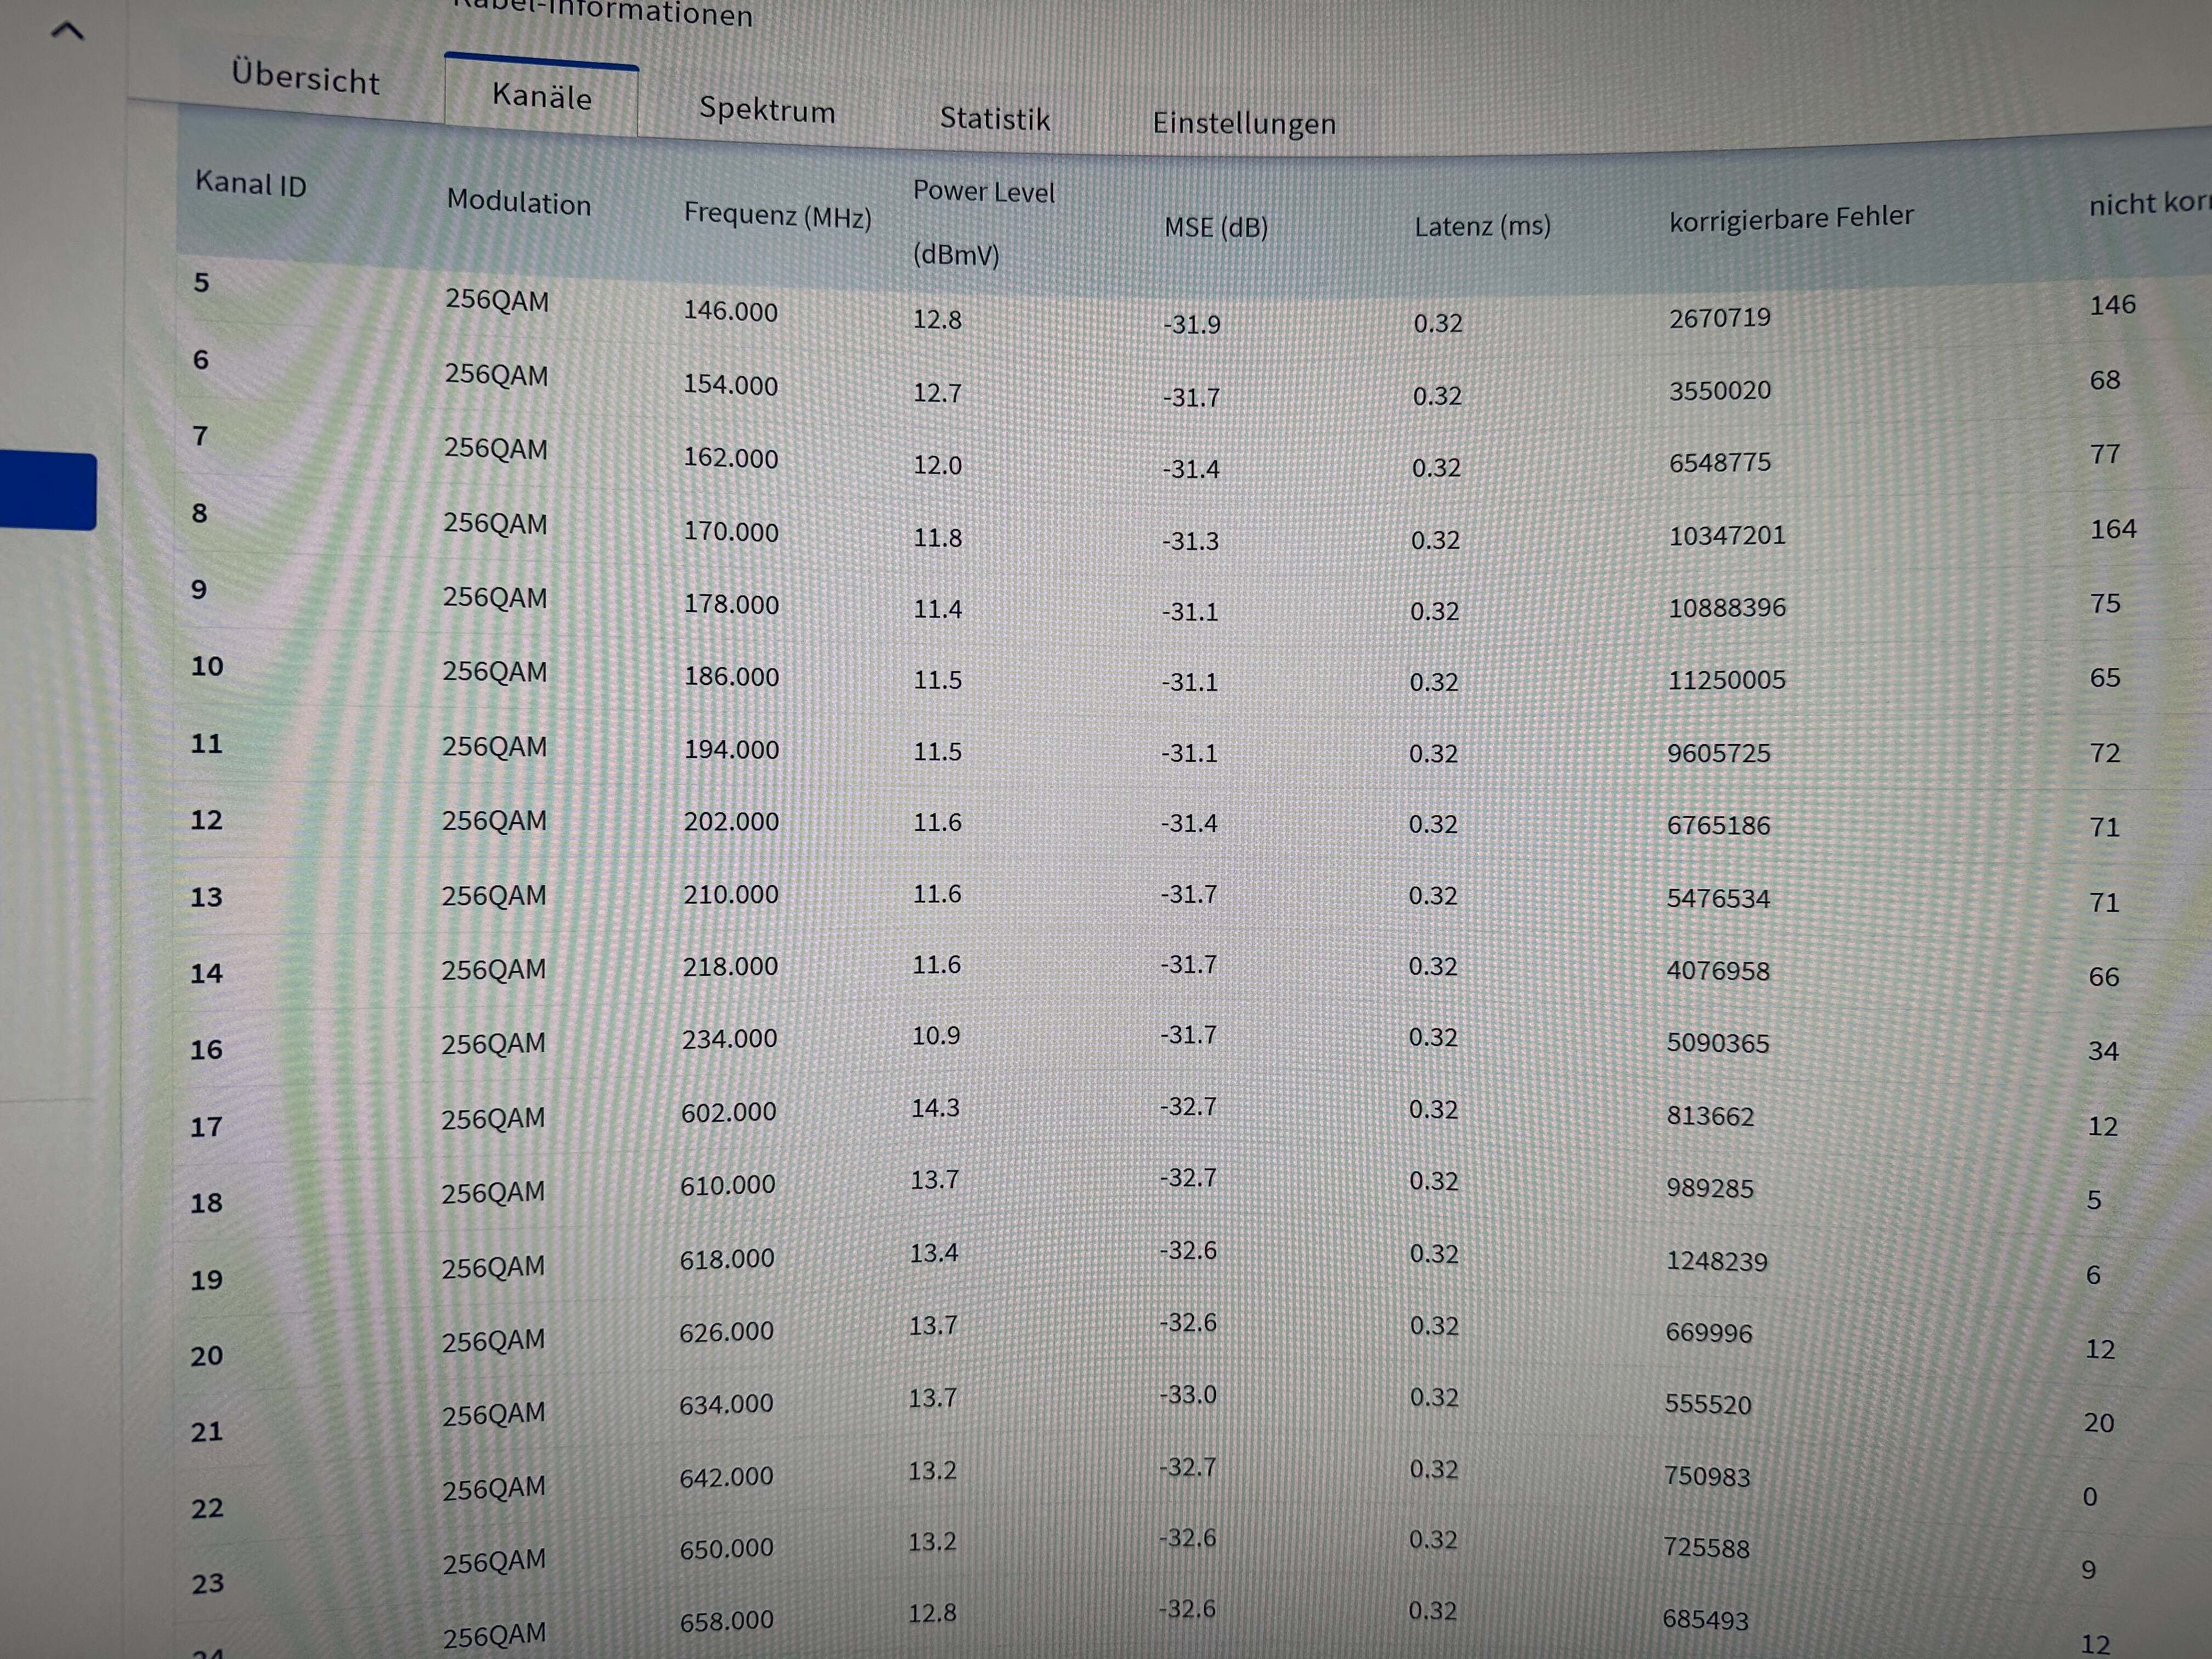 Kabel-Informationen
Übersicht Kanäle Spektrum Statistik Einstellungen
Kanal ID Modulation Frequenz (MHz) Power Level (dBmV) MSE (dB) Latenz (ms) korrigierbare Fehler nicht
5 256QAM 146.000 12.8 -31.9 0.32 2670719 146
6 256QAM 154.000 12.7 -31.7 0.32 3550020 68
7 256QAM 162.000 12.0 -31.4 0.32 6548775 77
8 256QAM 170.000 11.8 -31.3 0.32 10347201 164
9 256QAM 178.000 11.4 -31.1 0.32 10888396 75
10 256QAM 186.000 11.5 -31.1 0.32 11250005 65
11 256QAM 194.000 11.5 -31.1 0.32 9605725 72
12 256QAM 202.000 11.6 -31.4 0.32 6765186 71
13 256QAM 210.000 11.6 -31.7 0.32 5476534 71
14 256QAM 218.000 11.6 -31.7 0.32 4076958 66
16 256QAM 234.000 10.9 -31.7 0.32 5090365 34
17 256QAM 602.000 14.3 -32.7 0.32 813662 12
18 256QAM 610.000 13.7 -32.7 0.32 989285 5
19 256QAM 618.000 13.4 -32.6 0.32 1248239 6
20 256QAM 626.000 13.7 -32.6 0.32 669996 12
21 256QAM 634.000 13.7 -33.0 0.32 555520 20
22 256QAM 642.000 13.2 -32.7 0.32 750983 0
23 256QAM 650.000 13.2 -32.6 0.32 725588 9
24 256QAM 658.000 12.8 -32.6 0.32 685493 12